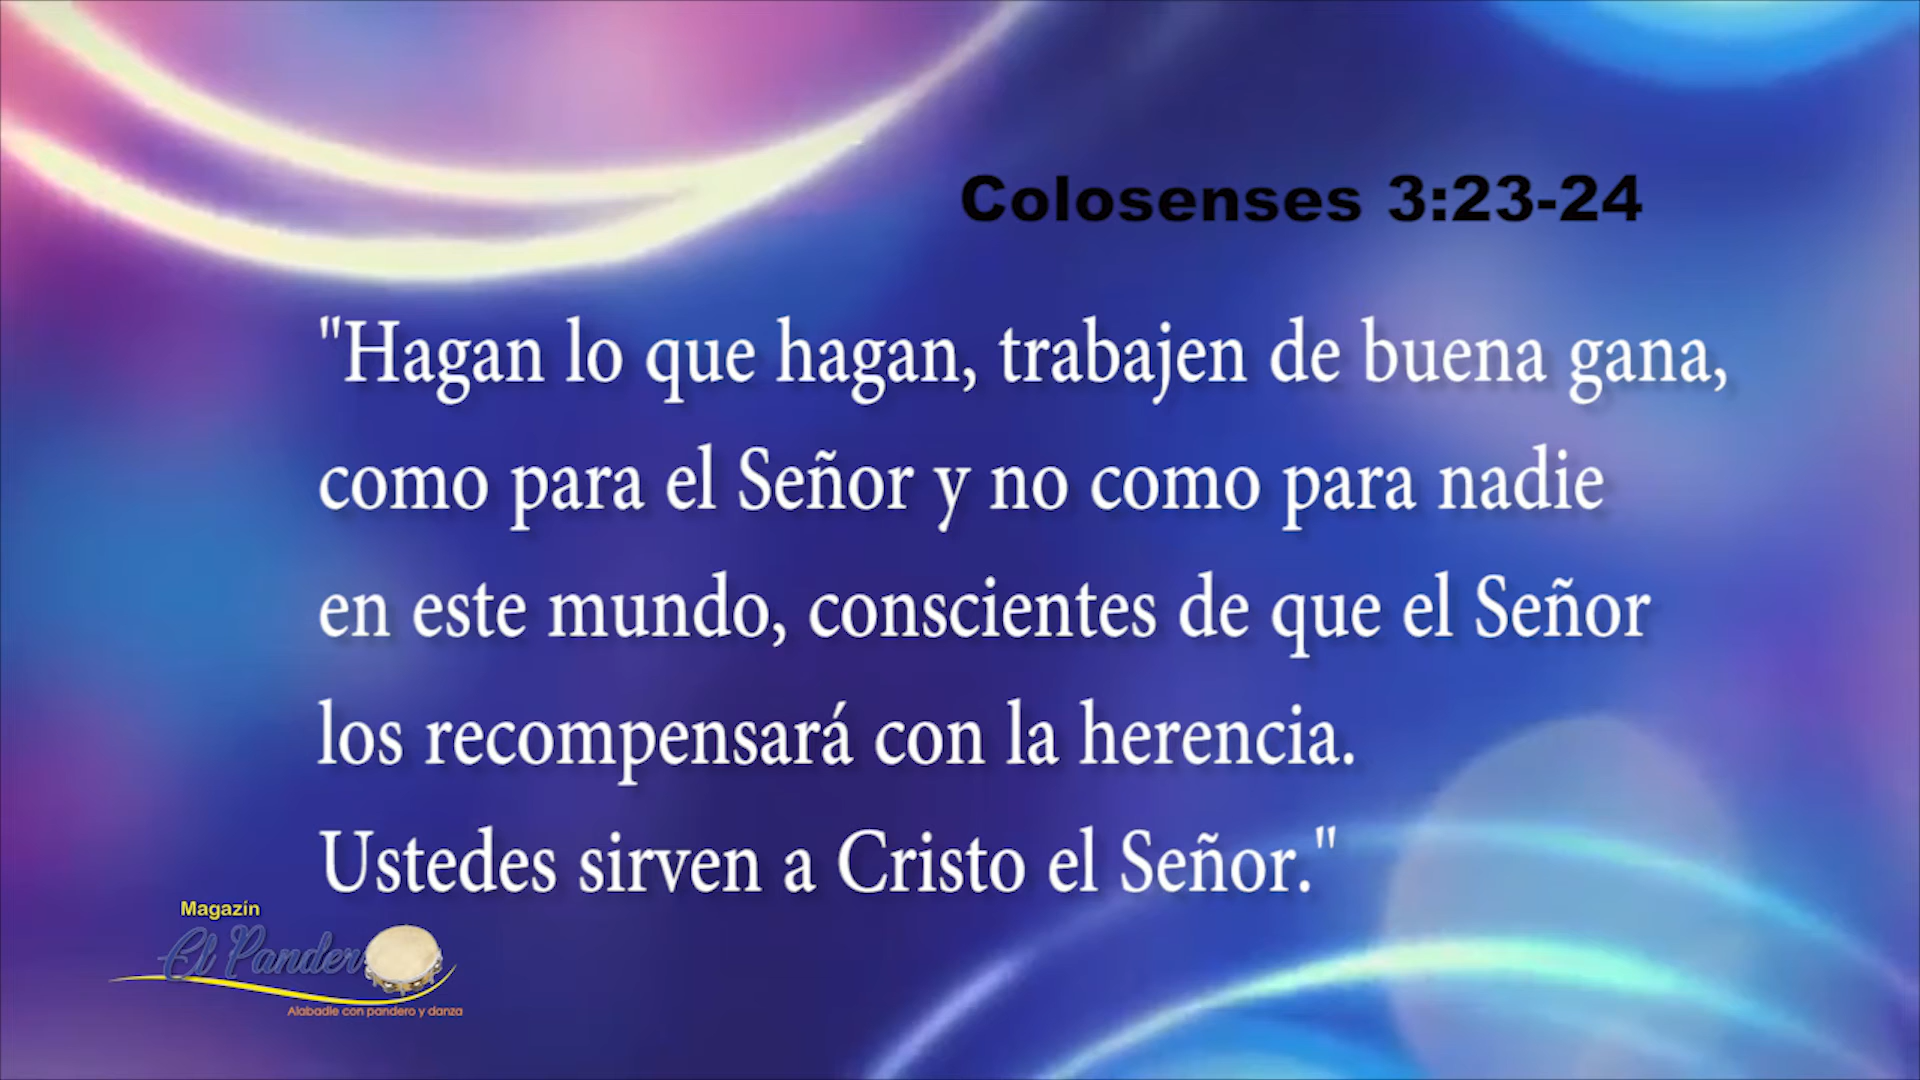 Colosenses 3:23-24
"Hagan lo que hagan, trabajen de buena gana,
como para el Señor y no como para nadie
en este mundo, conscientes de que el Señor
los recompensará con la herencia.
Ustedes sirven a Cristo el Señor."
Magazín
El Pander
Alabadle con pandero y danza